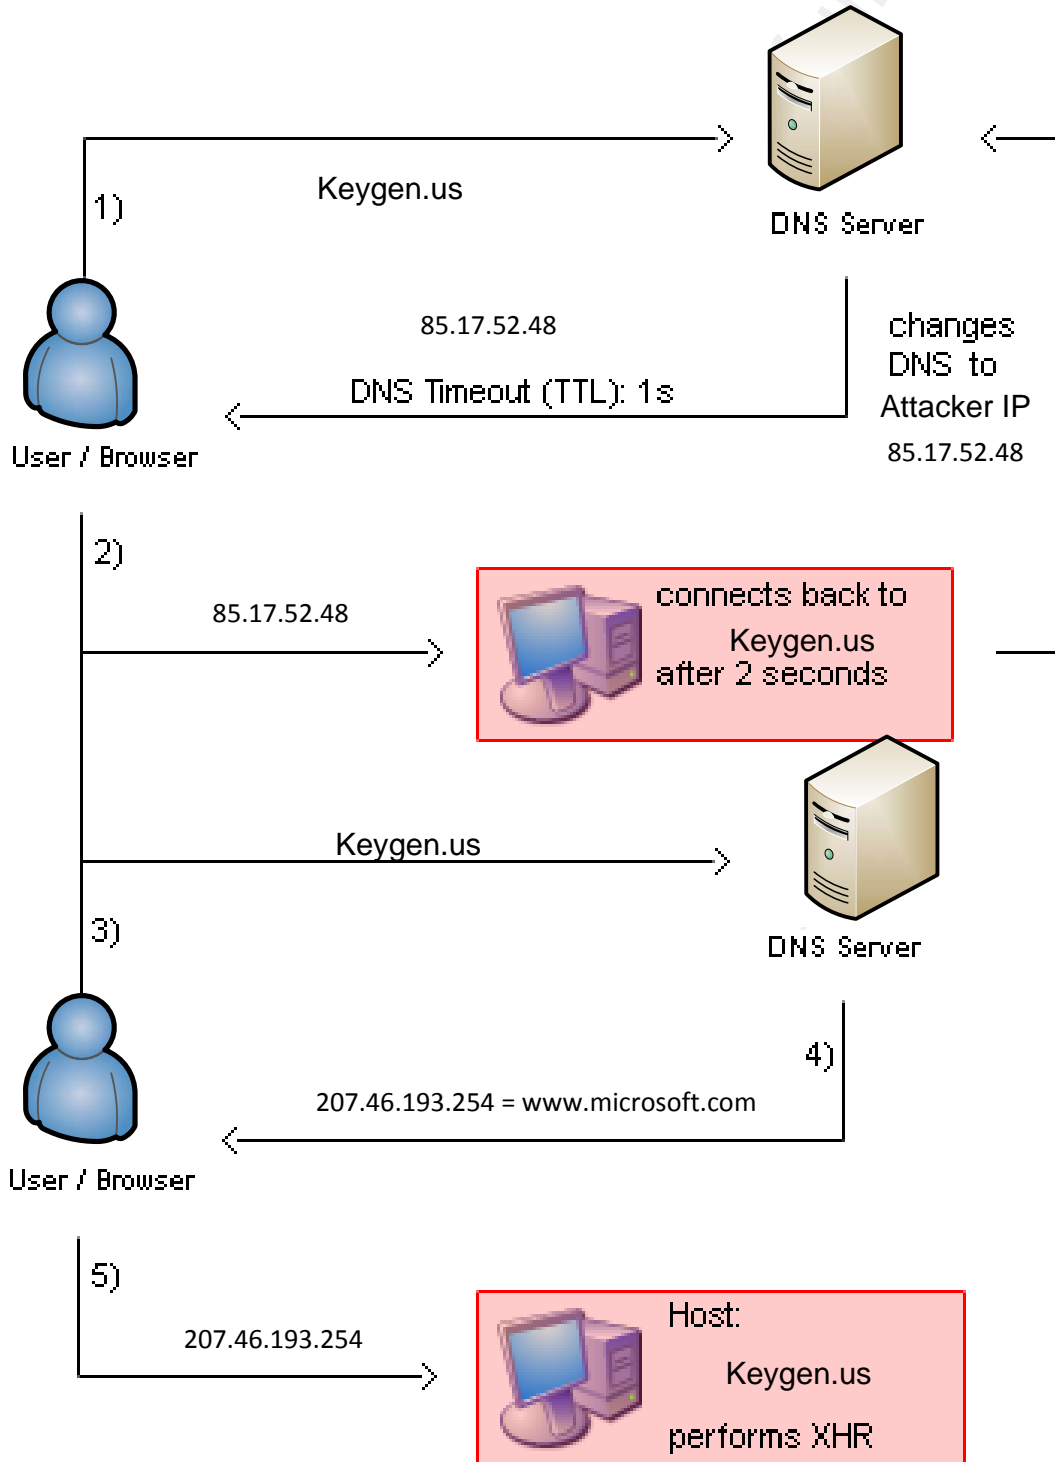 1)
Keygen.us
DNS Server
85.17.52.48
DNS Timeout (TTL): 1s
changes
DNS to
Attacker IP
85.17.52.48
User / Browser
2)
85.17.52.48
connects back to
Keygen.us
after 2 seconds
Keygen.us
3)
DNS Server
4)
207.46.193.254 = www.microsoft.com
User / Browser
5)
207.46.193.254
Host:
Keygen.us
performs XHR